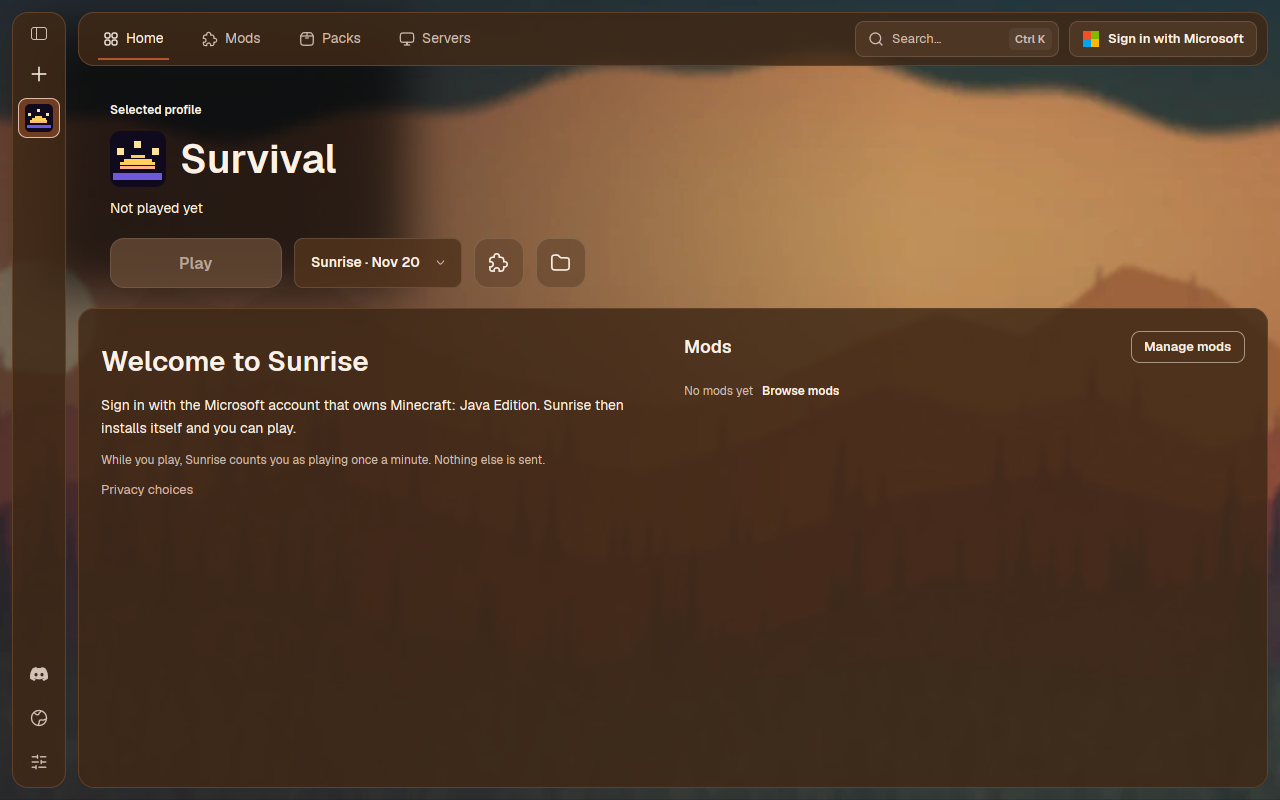 Home
Mods
Packs
Servers
Search...
Ctrl K
Sign in with Microsoft
Selected profile
Survival
Not played yet
Play
Sunrise · Nov 20
Welcome to Sunrise
Sign in with the Microsoft account that owns Minecraft: Java Edition. Sunrise then
installs itself and you can play.
While you play, Sunrise counts you as playing once a minute. Nothing else is sent.
Privacy choices
Mods
Manage mods
No mods yet Browse mods